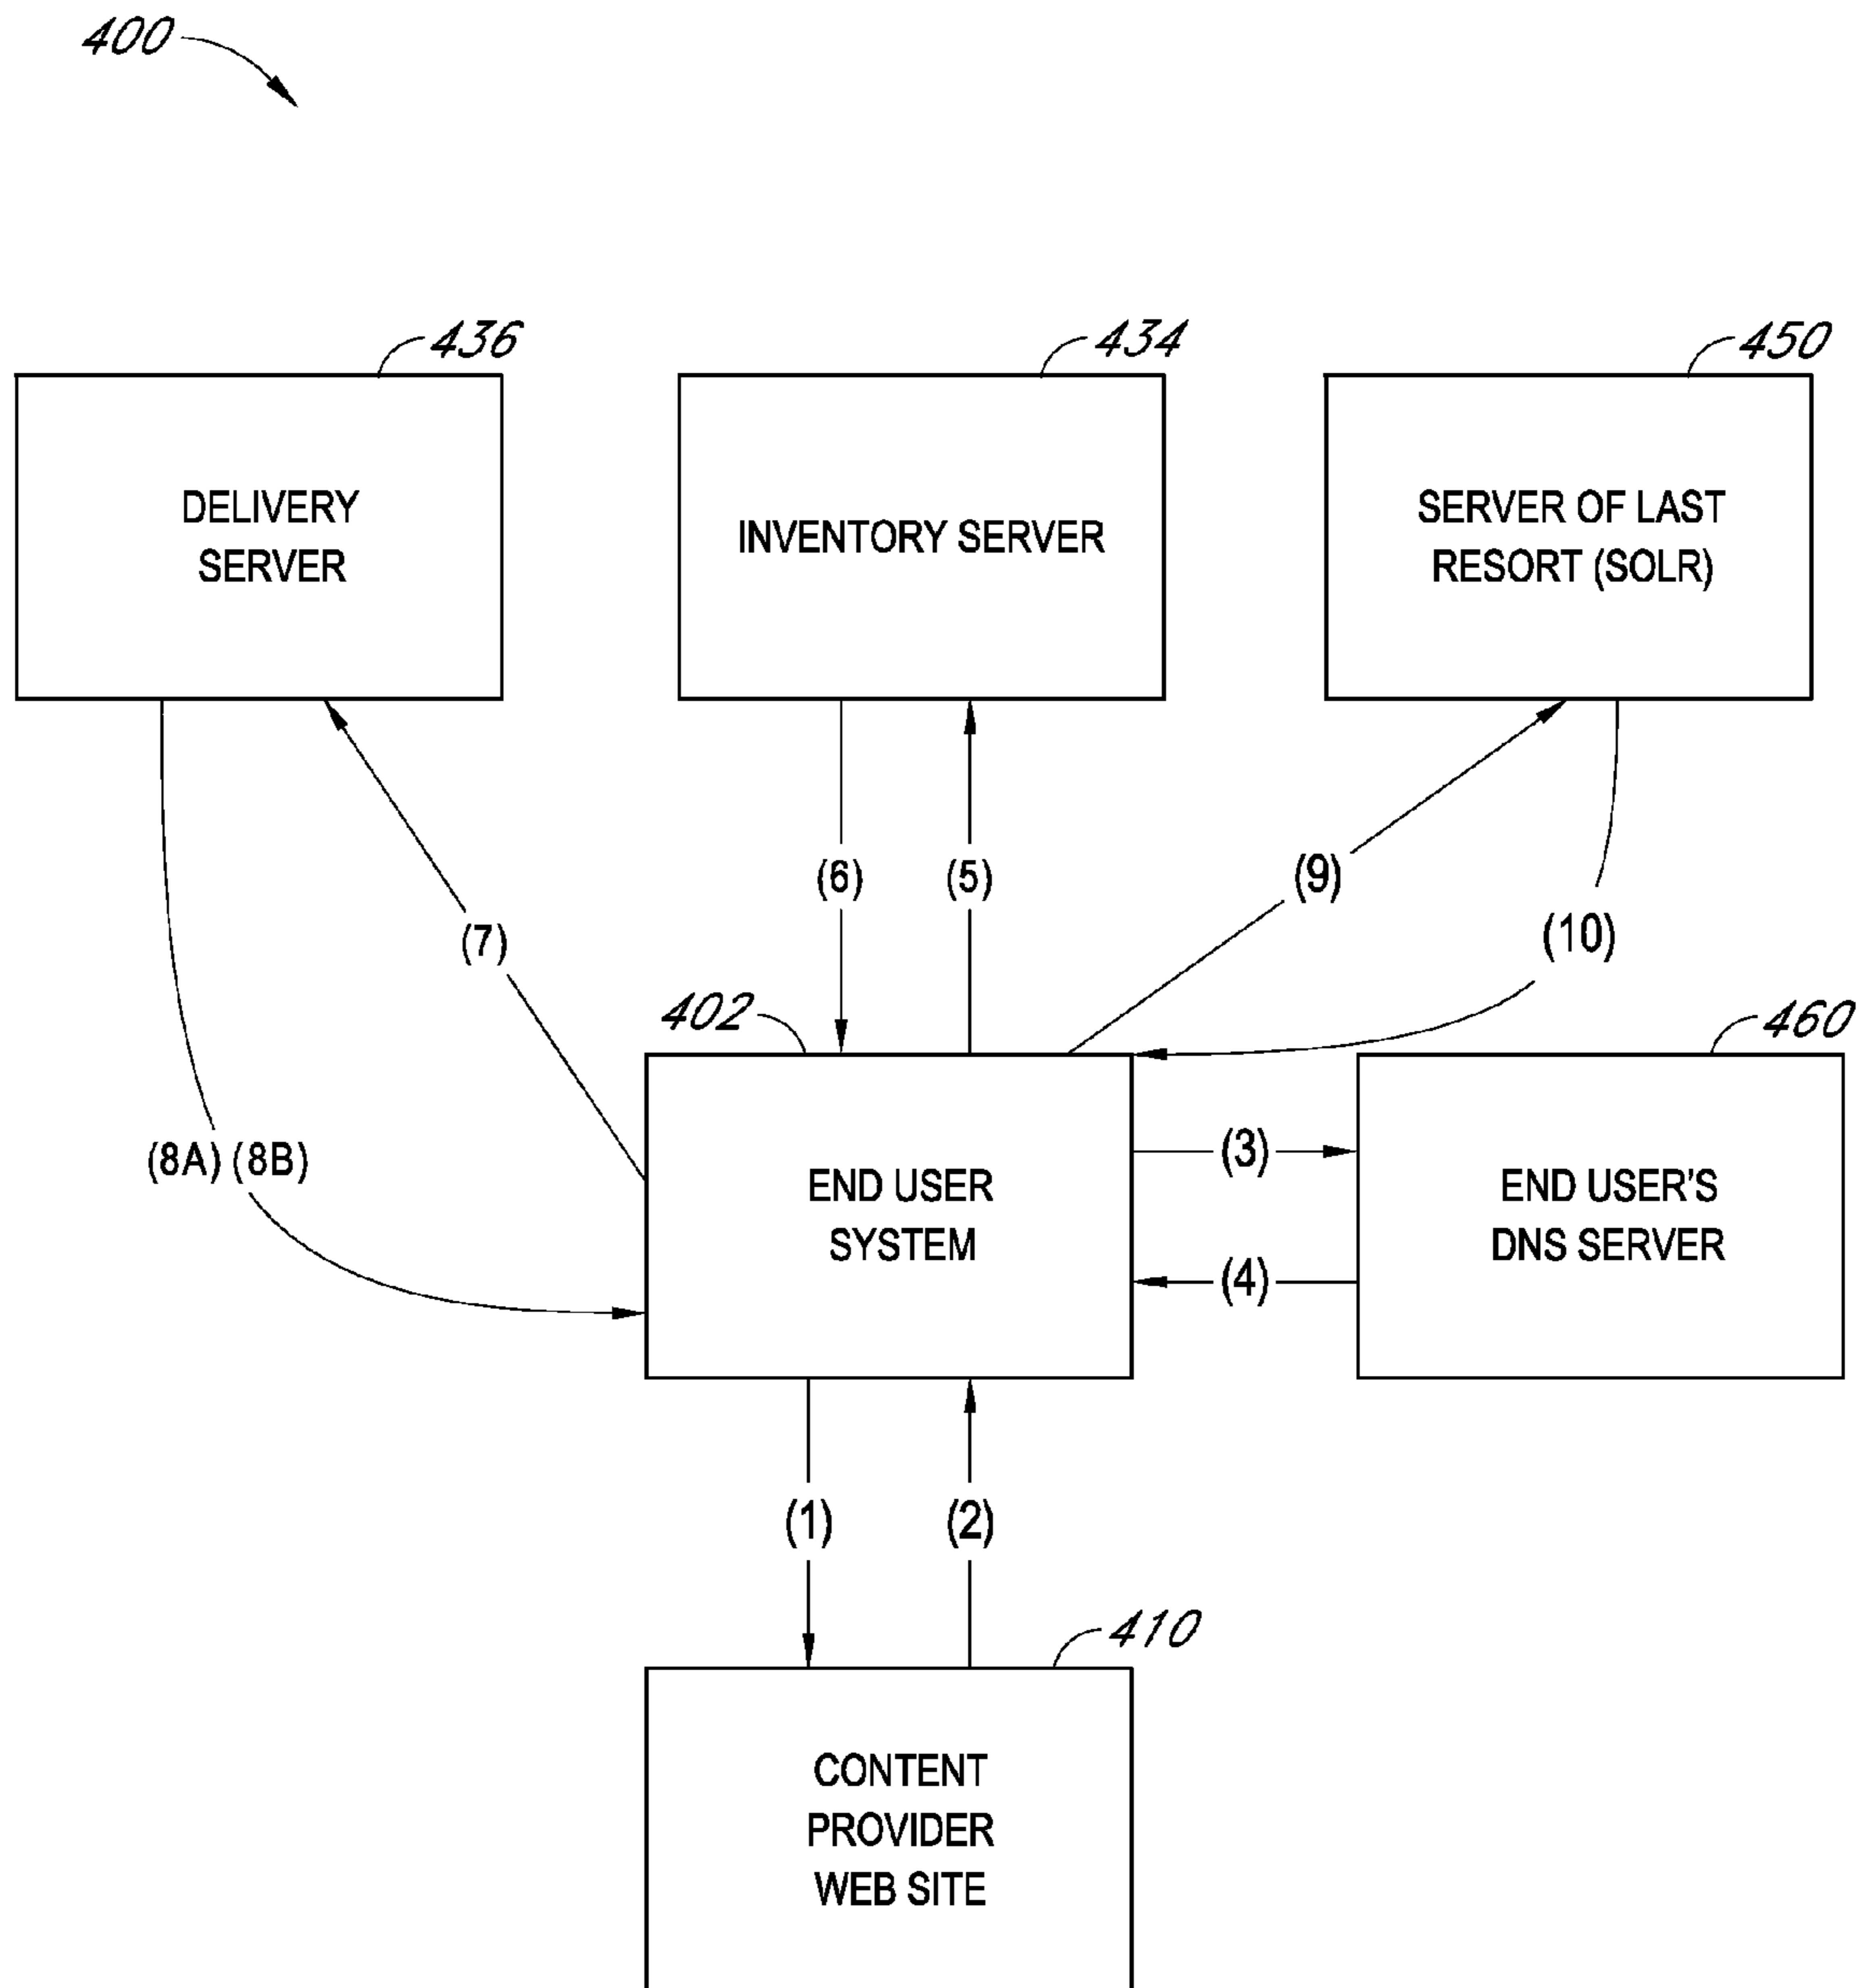 400
436
434
450
DELIVERY
SERVER
INVENTORY SERVER
SERVER OF LAST
RESORT (SOLR)
(6)
(5)
(9)
(10)
(7)
402
460
(8A) (8B)
(3)
END USER
SYSTEM
END USER'S
DNS SERVER
(4)
(1)
(2)
410
CONTENT
PROVIDER
WEB SITE